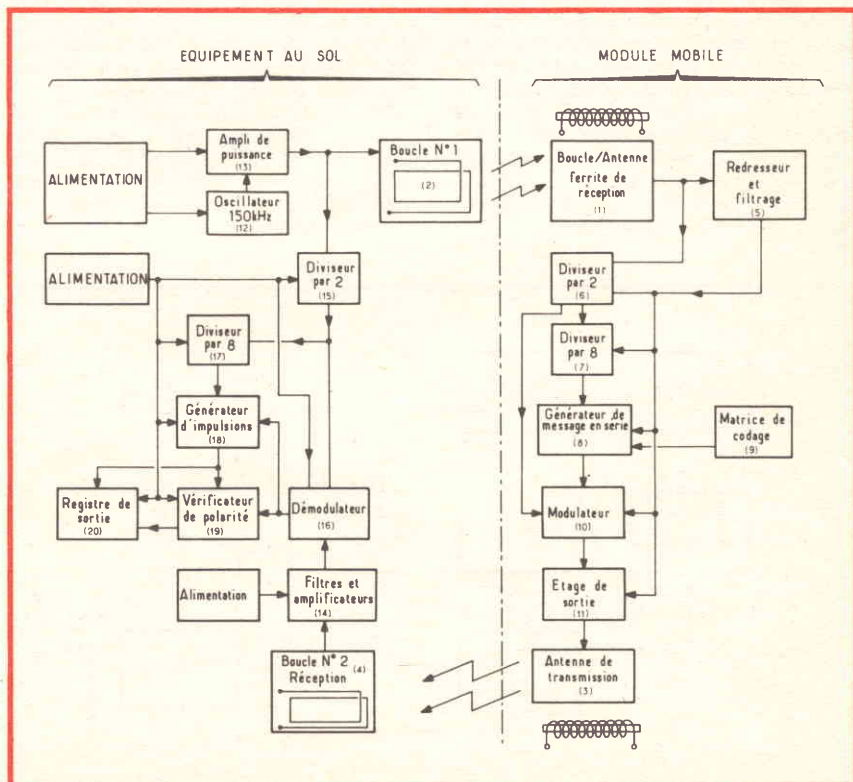 EQUIPEMENT AU SOL
MODULE MOBILE
ALIMENTATION
Ampli de
puissance
(13)
Oscillateur
150kHz
(12)
Boucle N° 1
(2)
Boucle/Antenne
ferrite de
réception
(1)
Redresseur
et
filtrage
(5)
ALIMENTATION
Diviseur
par 2
(15)
Diviseur
par 2
(6)
Diviseur
par 8
(17)
Diviseur
par 8
(7)
Générateur
d'impulsions
(18)
Générateur de
message en serie
(8)
Matrice de
codage
(9)
Registre de
sortie
(20)
Vérificateur
de polarité
(19)
Démodulateur
(16)
Modulateur
(10)
Alimentation
Filtres et
amplificateurs
(14)
Etage de
sortie
(11)
Boucle N° 2 (4)
Réception
Antenne de
transmission
(3)